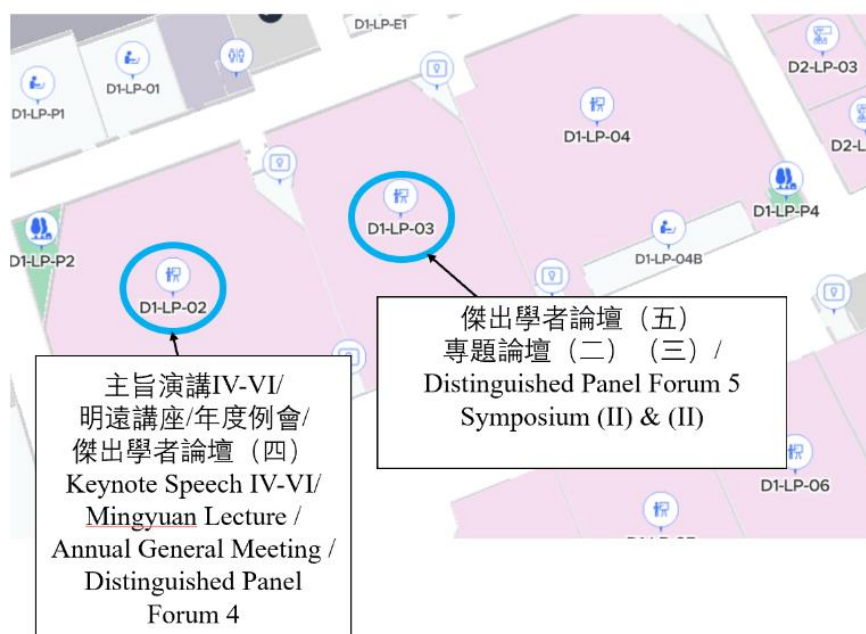 D1-LP-E1
D2-LP-03
D1-LP-01
D1-LP-P1
D1-LP-04
D1-LP-P4
D1-LP-03
D1-LP-P2
D1-LP-04B
D1-LP-02
傑出學者論壇（五）
專題論壇（二）（三）/
Distinguished Panel Forum 5
Symposium (II) & (II)
主旨演講IV-VI/
明遠講座/年度例會/
傑出學者論壇（四）
Keynote Speech IV-VI/
Mingyuan Lecture /
Annual General Meeting /
Distinguished Panel
Forum 4
D1-LP-06